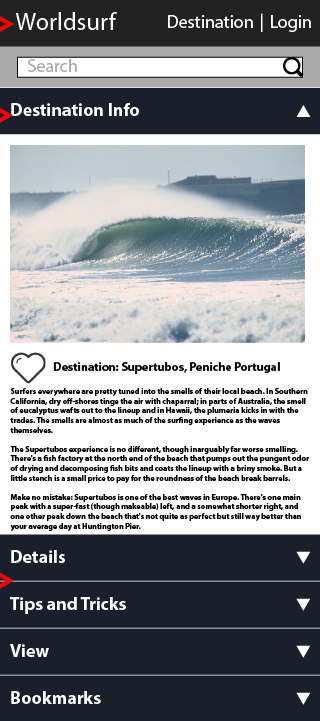 Worldsurf
Destination | Login
Search
Destination Info
Destination: Supertubos, Peniche Portugal
Surfers everywhere are pretty tuned into the smells of their local beach. In Southern
California, dry off-shores tinge the air with chaparral; in parts of Australia, the smell
of eucalyptus wafts out to the lineup and in Hawaii, the plumeria kicks in with the
trades. The smells are almost as much of the surfing experience as the waves
themselves.
The Supertubos experience is no different, though inarguably far worse smelling.
There's a fish factory at the north end of the beach that pumps out the pungent odor
of drying and decomposing fish bits and coats the lineup with a briny smoke. But a
little stench is a small price to pay for the roundness of the beach break barrels.
Make no mistake: Supertubos is one of the best waves in Europe. There's one main
peak with a super-fast (though makeable) left, and a somewhat shorter right, and
one other peak down the beach that's not quite as perfect but still way better than
your average day at Huntington Pier.
Details
Tips and Tricks
View
Bookmarks